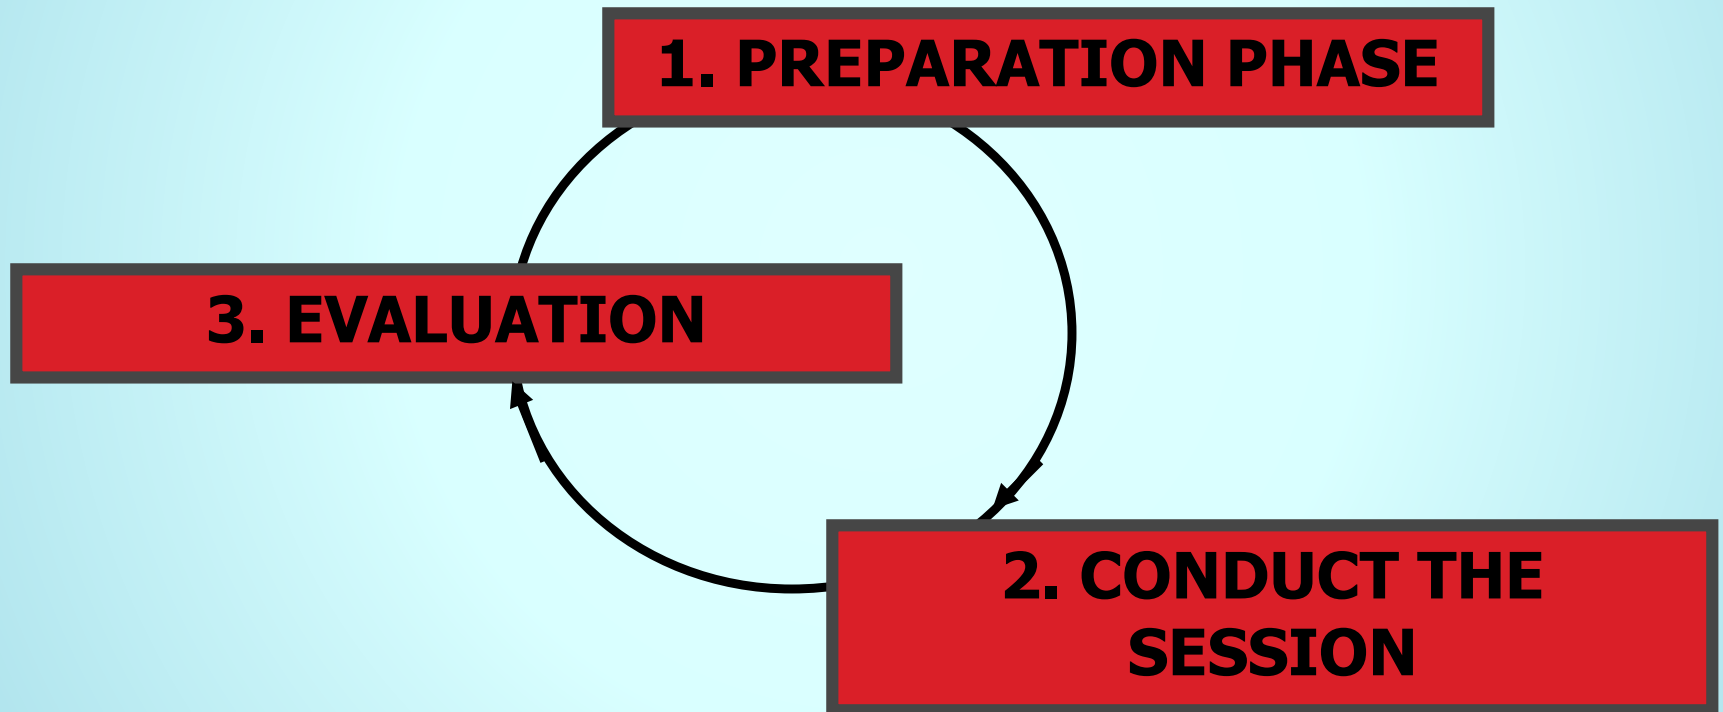 1. PREPARATION PHASE
3. EVALUATION
2. CONDUCT THE
SESSION